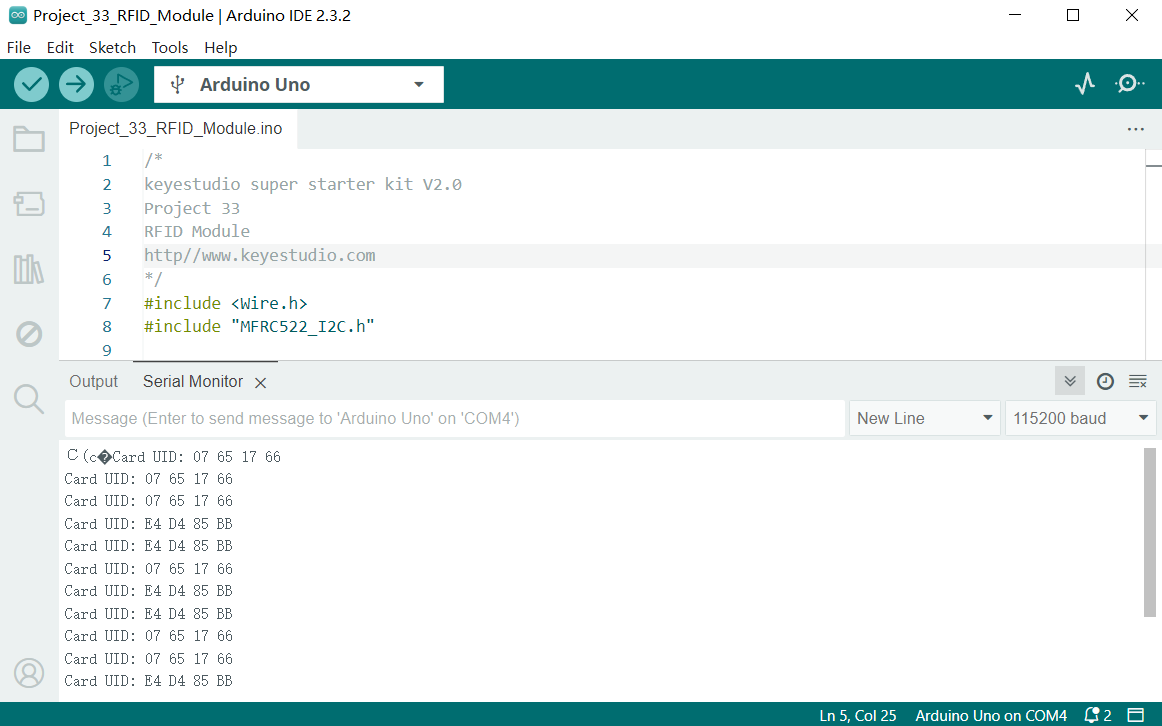 Project_33_RFID_Module | Arduino IDE 2.3.2
File Edit Sketch Tools Help
Arduino Uno
Project_33_RFID_Module.ino
1 /*
2 keyestudio super starter kit V2.0
3 Project 33
4 RFID Module
5 http//www.keyestudio.com
6 */
7 #include <Wire.h>
8 #include "MFRC522_I2C.h"
9
Output Serial Monitor
Message (Enter to send message to 'Arduino Uno' on 'COM4') New Line 115200 baud
C (c�Card UID: 07 65 17 66
Card UID: 07 65 17 66
Card UID: 07 65 17 66
Card UID: E4 D4 85 BB
Card UID: E4 D4 85 BB
Card UID: 07 65 17 66
Card UID: E4 D4 85 BB
Card UID: E4 D4 85 BB
Card UID: 07 65 17 66
Card UID: 07 65 17 66
Card UID: E4 D4 85 BB
Ln 5, Col 25 Arduino Uno on COM4 2